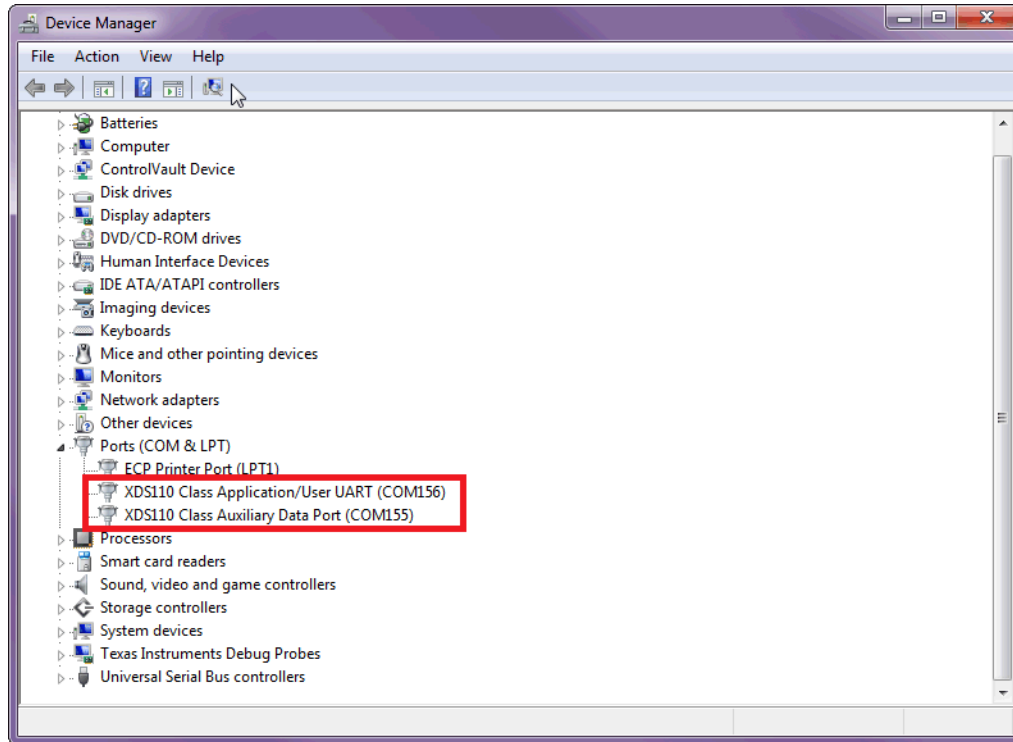 Device Manager
File Action View Help
Batteries
Computer
ControlVault Device
Disk drives
Display adapters
DVD/CD-ROM drives
Human Interface Devices
IDE ATA/ATAPI controllers
Imaging devices
Keyboards
Mice and other pointing devices
Monitors
Network adapters
Other devices
Ports (COM & LPT)
ECP Printer Port (LPT1)
XDS110 Class Application/User UART (COM156)
XDS110 Class Auxiliary Data Port (COM155)
Processors
Smart card readers
Sound, video and game controllers
Storage controllers
System devices
Texas Instruments Debug Probes
Universal Serial Bus controllers